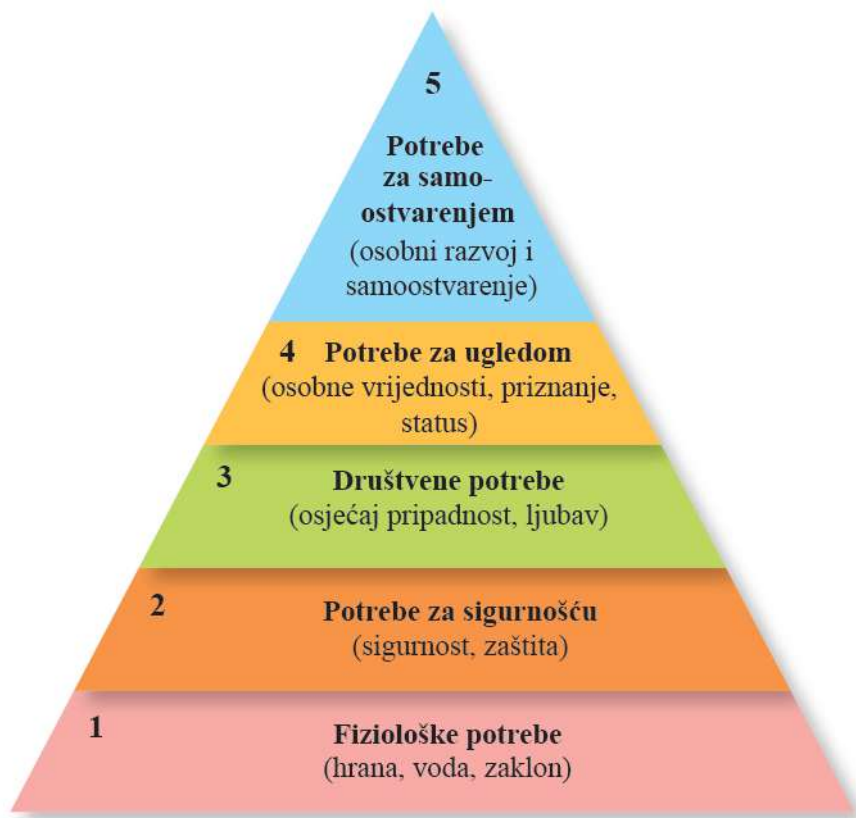 5
Potrebe
za samo-
ostvarenjem
(osobni razvoj i
samoostvarenje)
4 Potrebe za ugledom
(osobne vrijednosti, priznanje,
status)
3 Društvene potrebe
(osjećaj pripadnost, ljubav)
2 Potrebe za sigurnošću
(sigurnost, zaštita)
1 Fiziološke potrebe
(hrana, voda, zaklon)